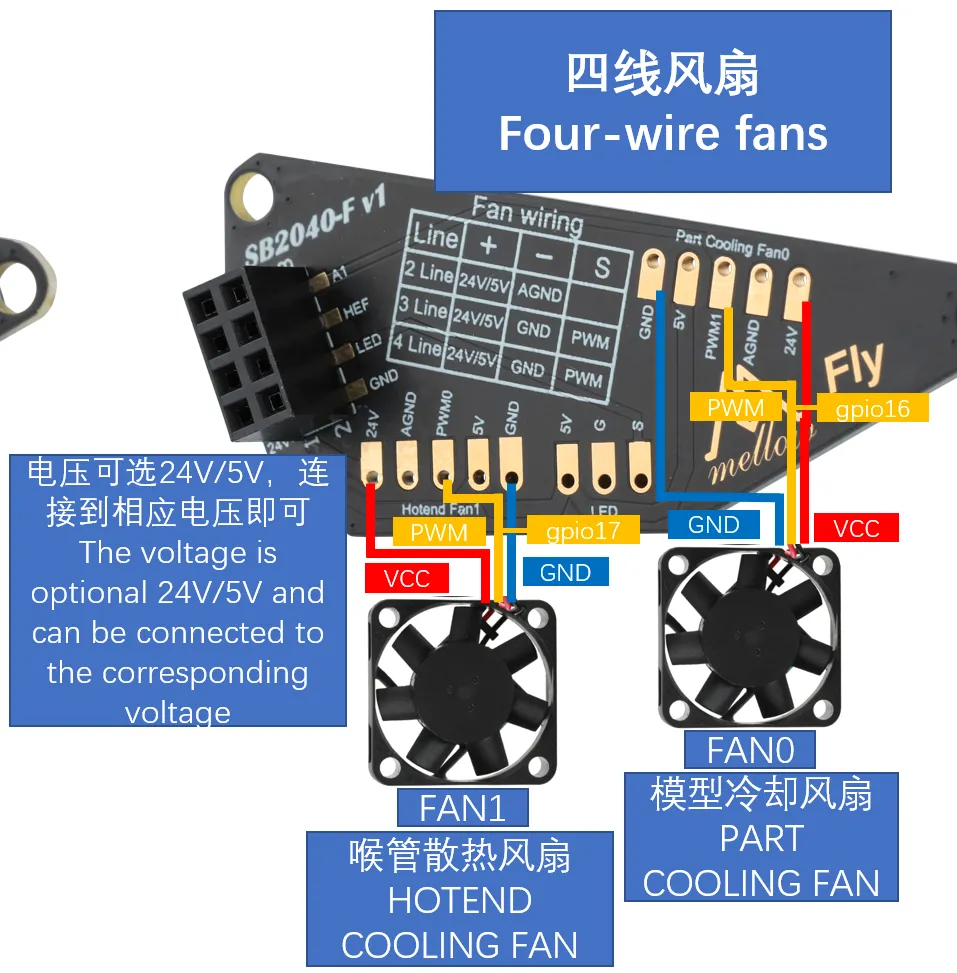 四线风扇
Four-wire fans
SB2040-F v1
Fan wiring
Line + − S
2 Line 24V/5V AGND
3 Line 24V/5V GND PWM
4 Line 24V/5V GND PWM
A1
HEF
LED
GND
Part Cooling Fan0
GND
5V
PWM1
AGND
24V
Fly
mellow
PWM
gpio16
24V
AGND
PWM0
5V
GND
5V
G
S
Hotend Fan1
LED
PWM
gpio17
GND
VCC
VCC
GND
电压可选24V/5V，连
接到相应电压即可
The voltage is
optional 24V/5V and
can be connected to
the corresponding
voltage
FAN1
喉管散热风扇
HOTEND
COOLING FAN
FAN0
模型冷却风扇
PART
COOLING FAN